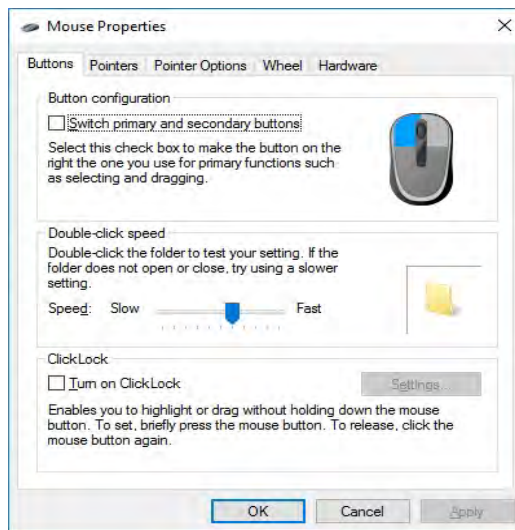 Mouse Properties
Buttons Pointers Pointer Options Wheel Hardware
Button configuration
Switch primary and secondary buttons
Select this check box to make the button on the
right the one you use for primary functions such
as selecting and dragging.
Double-click speed
Double-click the folder to test your setting. If the
folder does not open or close, try using a slower
setting.
Speed: Slow Fast
ClickLock
Turn on ClickLock Settings...
Enables you to highlight or drag without holding down the mouse
button. To set, briefly press the mouse button. To release, click the
mouse button again.
OK Cancel Apply